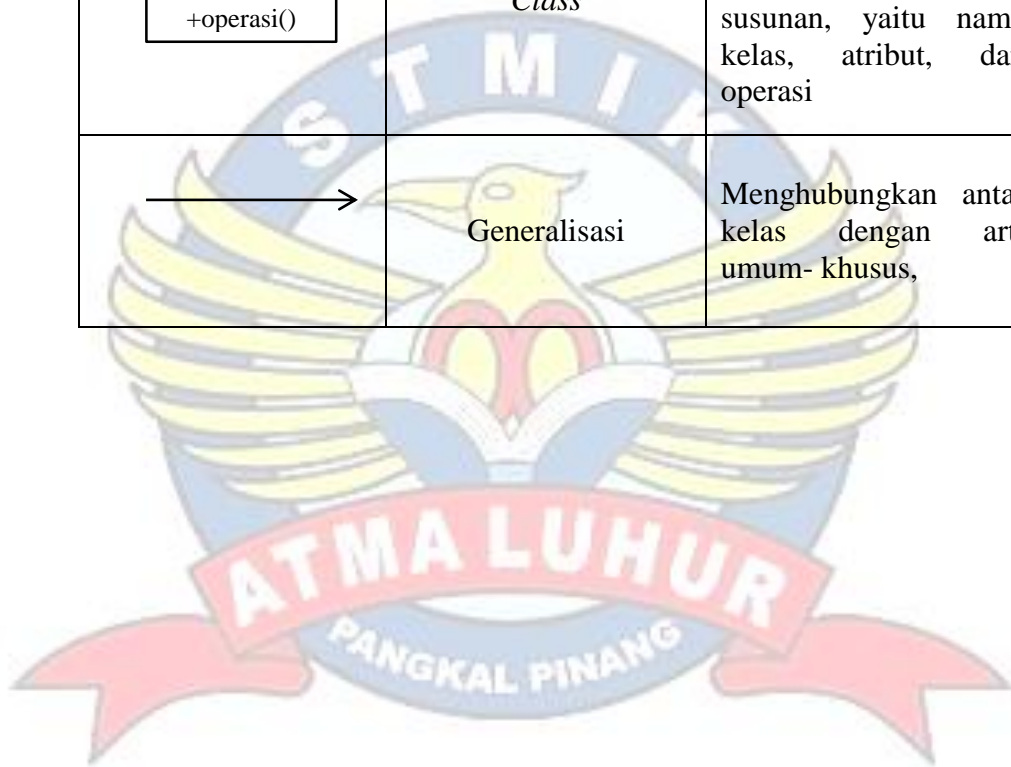 +operasi()
Class
susunan, yaitu nam
kelas, atribut, da
operasi
Generalisasi
Menghubungkan anta
kelas dengan art
umum- khusus,
STMIK
ATMA LUHUR
PANGKAL PINANG